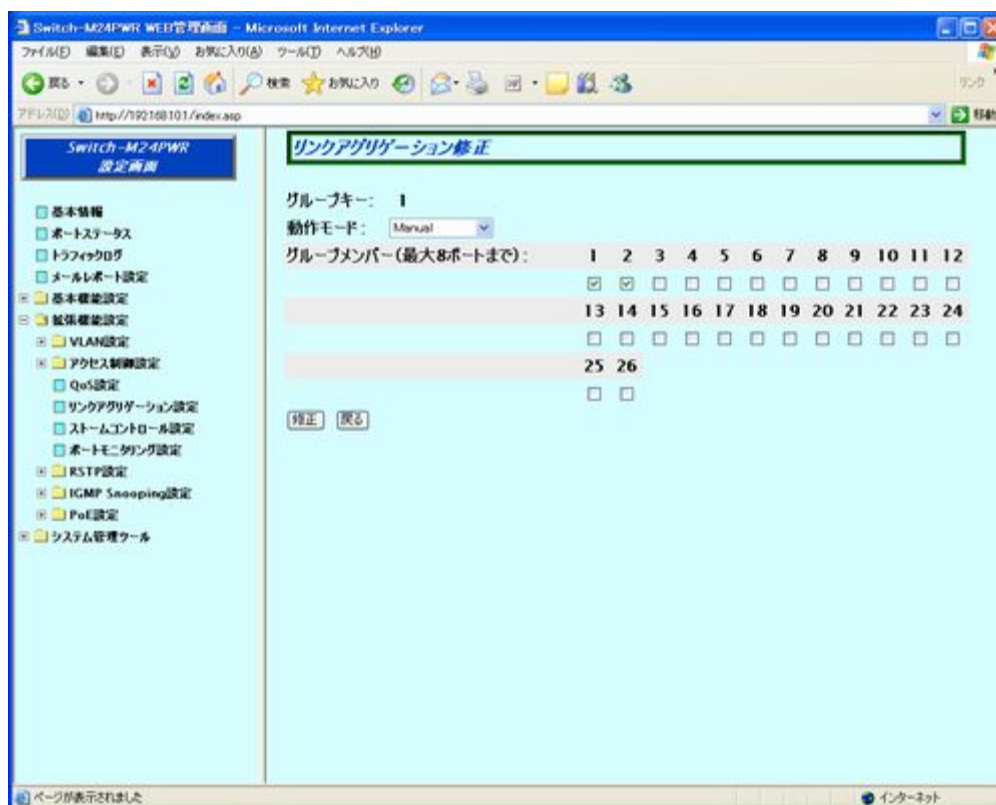 Switch-M24PWR WEB管理画面 - Microsoft Internet Explorer
ファイル(F) 編集(E) 表示(V) お気に入り(A) ツール(T) ヘルプ(H)
戻る 検索 お気に入り リンク
アドレス(D) http://192.168.10.1/index.asp 移動
Switch-M24PWR
設定画面
基本情報
ポートステータス
トラフィックログ
メールレポート設定
基本機能設定
拡張機能設定
VLAN設定
アクセス制御設定
QoS設定
リンクアグリゲーション設定
ストームコントロール設定
ポートモニタリング設定
RSTP設定
IGMP Snooping設定
PoE設定
システム管理ツール
リンクアグリゲーション修正
グループキー: 1
動作モード: Manual
グループメンバー(最大8ポートまで): 1 2 3 4 5 6 7 8 9 10 11 12
13 14 15 16 17 18 19 20 21 22 23 24
25 26
修正 戻る
ページが表示されました インターネット